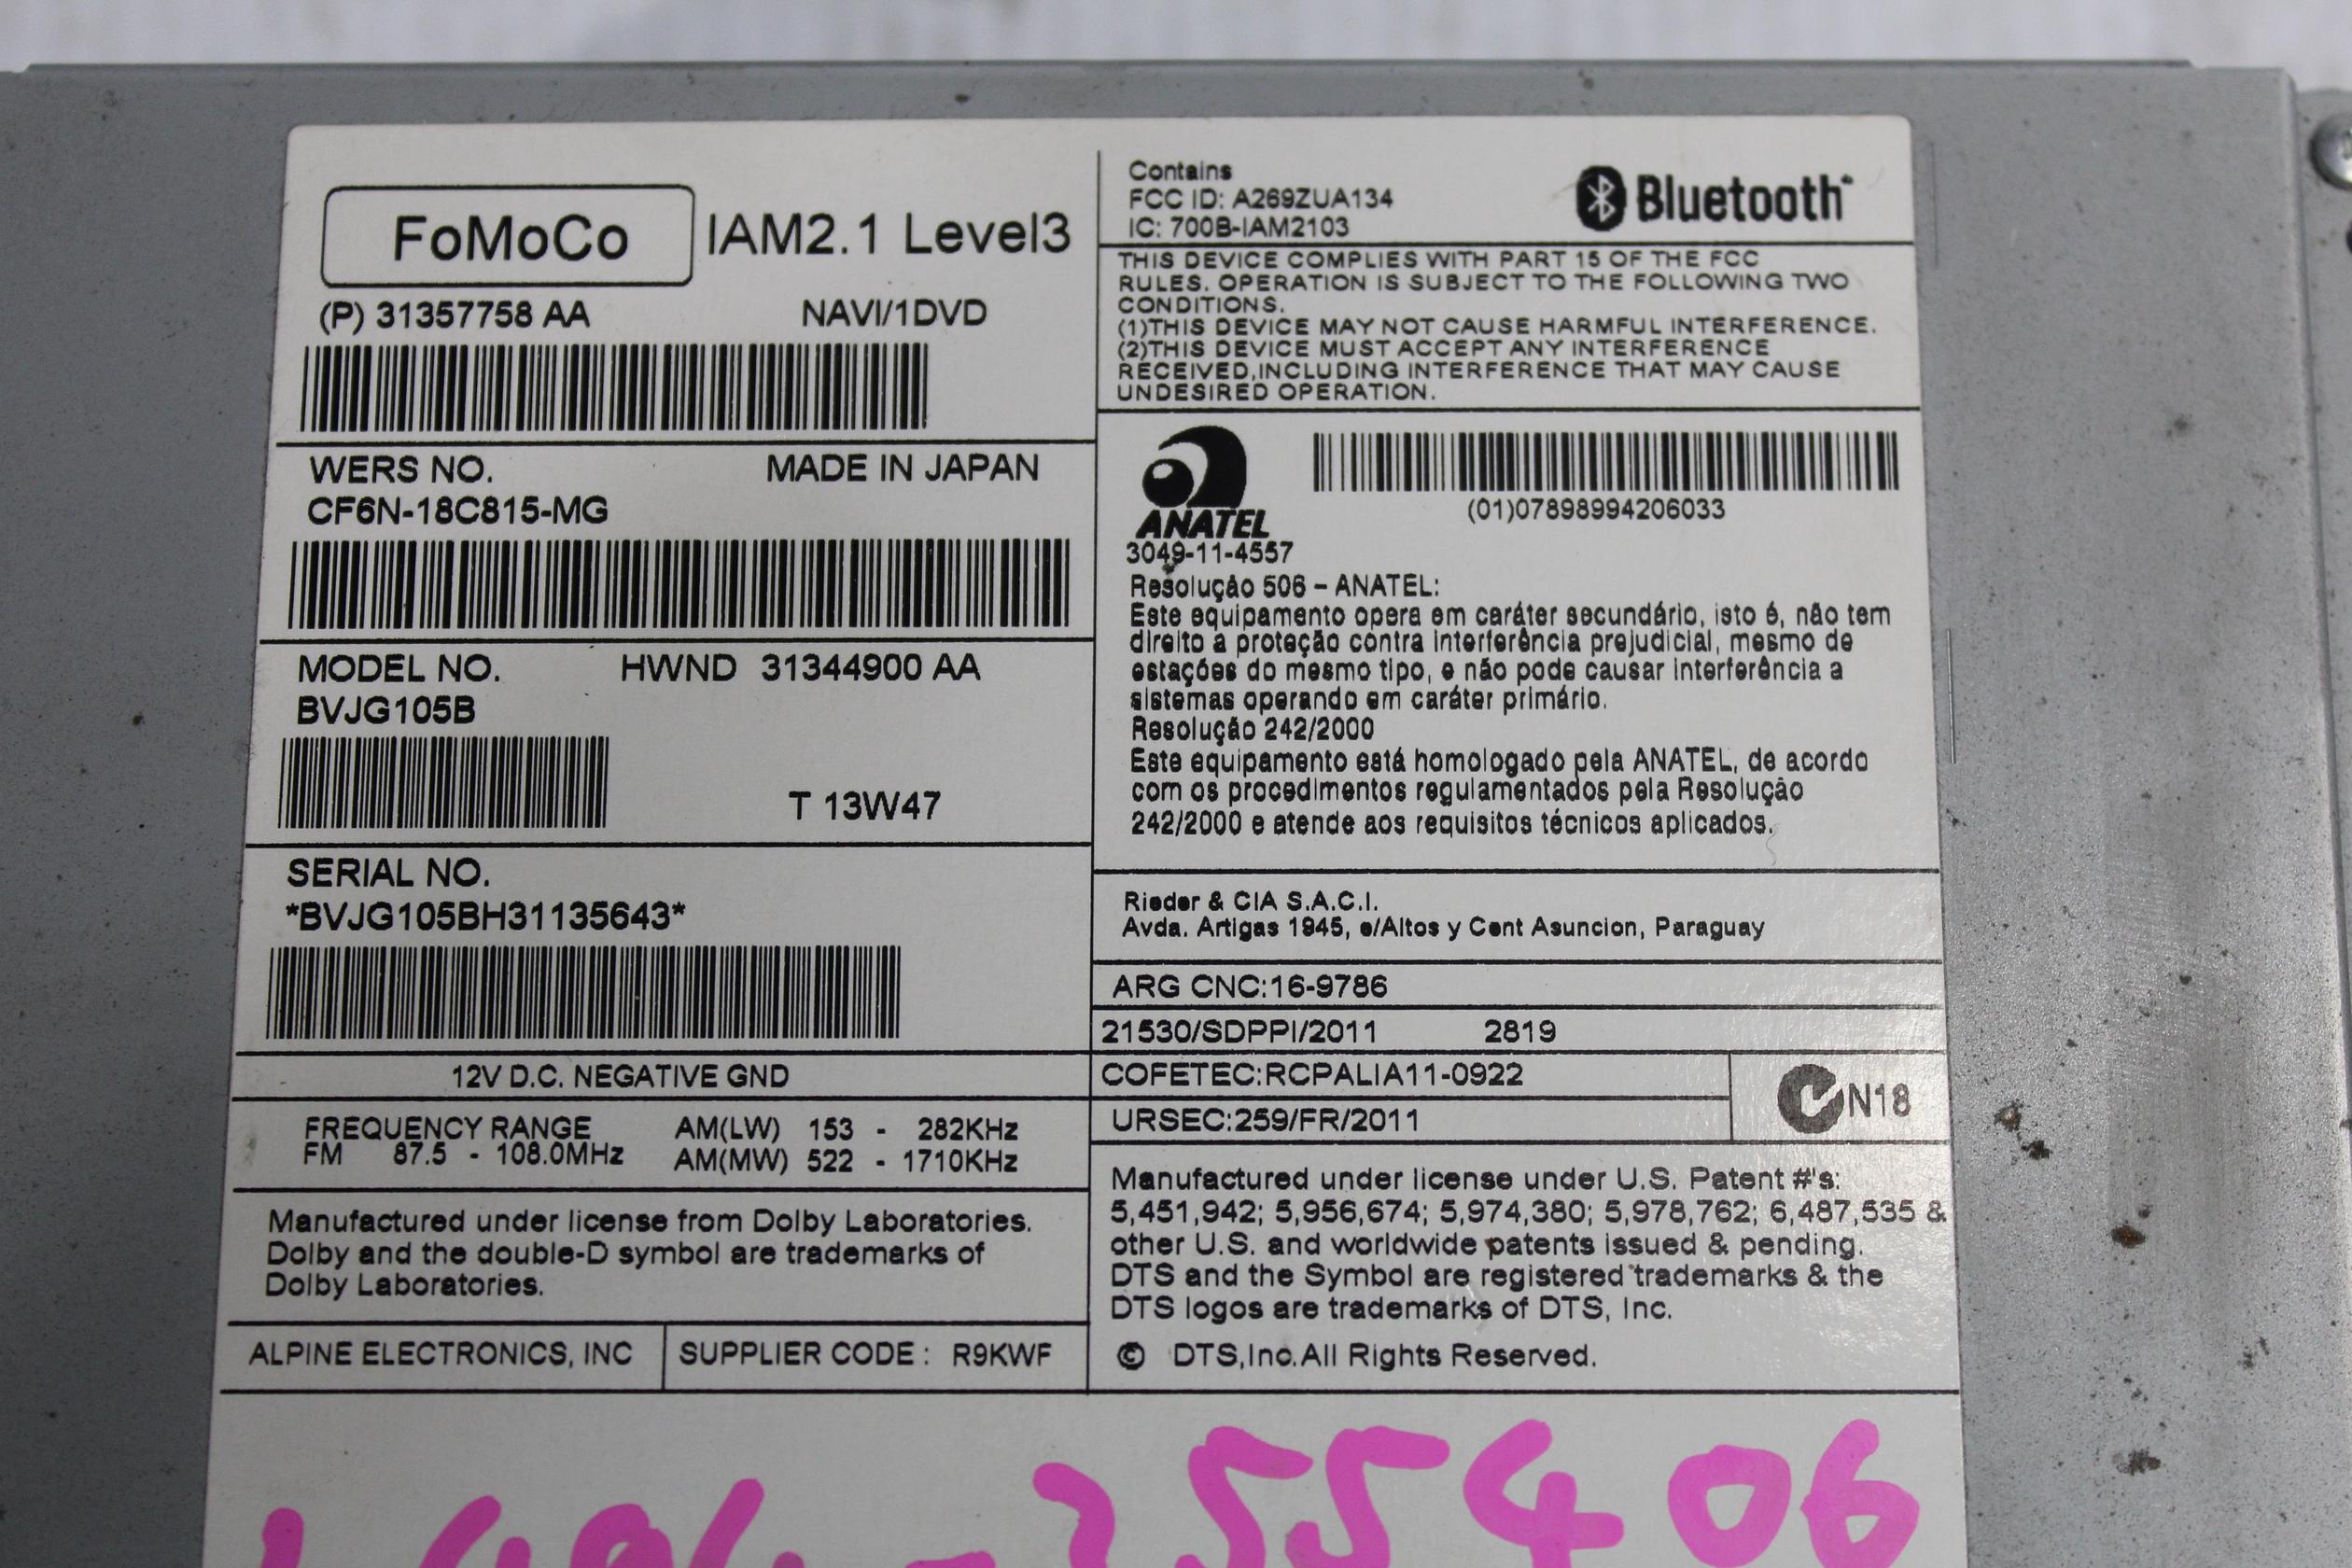 FoMoCo IAM2.1 Level3
(P) 31357758 AA NAVI/1DVD
WERS NO. MADE IN JAPAN
CF6N-18C815-MG
MODEL NO. HWND 31344900 AA
BVJG105B
T 13W47
SERIAL NO.
*BVJG105BH31135643*
12V D.C. NEGATIVE GND
FREQUENCY RANGE AM(LW) 153 - 282KHz
FM 87.5 - 108.0MHz AM(MW) 522 - 1710KHz
Manufactured under license from Dolby Laboratories.
Dolby and the double-D symbol are trademarks of
Dolby Laboratories.
ALPINE ELECTRONICS, INC SUPPLIER CODE : R9KWF
Contains
FCC ID: A269ZUA134
IC: 700B-IAM2103
Bluetooth
THIS DEVICE COMPLIES WITH PART 15 OF THE FCC
RULES. OPERATION IS SUBJECT TO THE FOLLOWING TWO
CONDITIONS.
(1)THIS DEVICE MAY NOT CAUSE HARMFUL INTERFERENCE.
(2)THIS DEVICE MUST ACCEPT ANY INTERFERENCE
RECEIVED,INCLUDING INTERFERENCE THAT MAY CAUSE
UNDESIRED OPERATION.
ANATEL
(01)07898994206033
3049-11-4557
Resolução 506 – ANATEL:
Este equipamento opera em caráter secundário, isto é, não tem
direito a proteção contra interferência prejudicial, mesmo de
estações do mesmo tipo, e não pode causar interferência a
sistemas operando em caráter primário.
Resolução 242/2000
Este equipamento está homologado pela ANATEL, de acordo
com os procedimentos regulamentados pela Resolução
242/2000 e atende aos requisitos técnicos aplicados.
Rieder & CIA S.A.C.I.
Avda. Artigas 1945, e/Altos y Cent Asuncion, Paraguay
ARG CNC:16-9786
21530/SDPPI/2011 2819
COFETEC:RCPALIA11-0922
N18
URSEC:259/FR/2011
Manufactured under license under U.S. Patent #'s:
5,451,942; 5,956,674; 5,974,380; 5,978,762; 6,487,535 &
other U.S. and worldwide patents issued & pending.
DTS and the Symbol are registered trademarks & the
DTS logos are trademarks of DTS, Inc.
© DTS,Inc.All Rights Reserved.